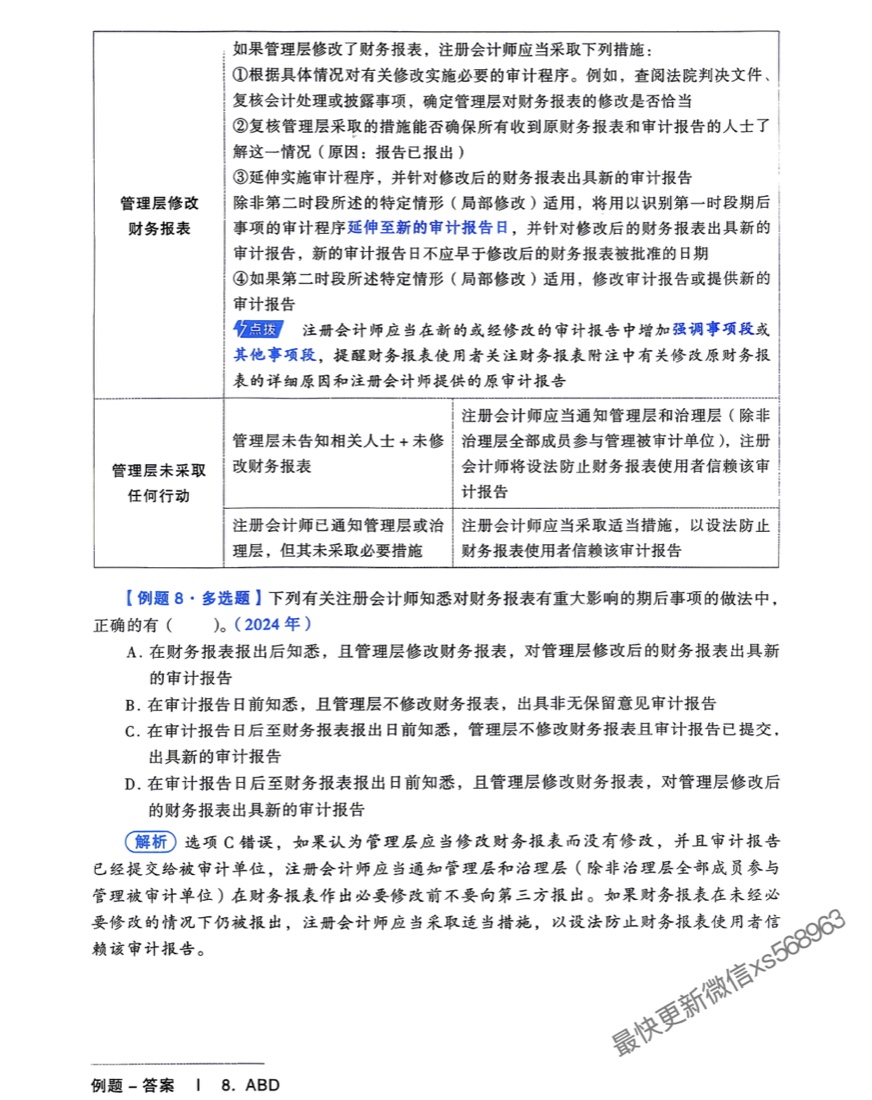 如果管理层修改了财务报表，注册会计师应当采取下列措施：
①根据具体情况对有关修改实施必要的审计程序。例如，查阅法院判决文件、
复核会计处理或披露事项，确定管理层对财务报表的修改是否恰当
②复核管理层采取的措施能否确保所有收到原财务报表和审计报告的人士了
解这一情况（原因：报告已报出）
③延伸实施审计程序，并针对修改后的财务报表出具新的审计报告
管理层修改
财务报表
除非第二时段所述的特定情形（局部修改）适用，将用以识别第一时段期后
事项的审计程序延伸至新的审计报告日，并针对修改后的财务报表出具新的
审计报告，新的审计报告日不应早于修改后的财务报表被批准的日期
④如果第二时段所述特定情形（局部修改）适用，修改审计报告或提供新的
审计报告
点拨 注册会计师应当在新的或经修改的审计报告中增加强调事项段或
其他事项段，提醒财务报表使用者关注财务报表附注中有关修改原财务报
表的详细原因和注册会计师提供的原审计报告
管理层未采取
任何行动
管理层未告知相关人士+未修
改财务报表
注册会计师应当通知管理层和治理层（除非
治理层全部成员参与管理被审计单位），注册
会计师将设法防止财务报表使用者信赖该审
计报告
注册会计师已通知管理层或治
理层，但其未采取必要措施
注册会计师应当采取适当措施，以设法防止
财务报表使用者信赖该审计报告
【例题8·多选题】下列有关注册会计师知悉对财务报表有重大影响的期后事项的做法中，
正确的有（ ）。（2024年）
A. 在财务报表报出后知悉，且管理层修改财务报表，对管理层修改后的财务报表出具新
的审计报告
B. 在审计报告日前知悉，且管理层不修改财务报表，出具非无保留意见审计报告
C. 在审计报告日后至财务报表报出日前知悉，管理层不修改财务报表且审计报告已提交，
出具新的审计报告
D. 在审计报告日后至财务报表报出日前知悉，且管理层修改财务报表，对管理层修改后
的财务报表出具新的审计报告
解析 选项C错误，如果认为管理层应当修改财务报表而没有修改，并且审计报告
已经提交给被审计单位，注册会计师应当通知管理层和治理层（除非治理层全部成员参与
管理被审计单位）在财务报表作出必要修改前不要向第三方报出。如果财务报表在未经必
要修改的情况下仍被报出，注册会计师应当采取适当措施，以设法防止财务报表使用者信
赖该审计报告。
最快更新微信xs568963
例题-答案 | 8. ABD